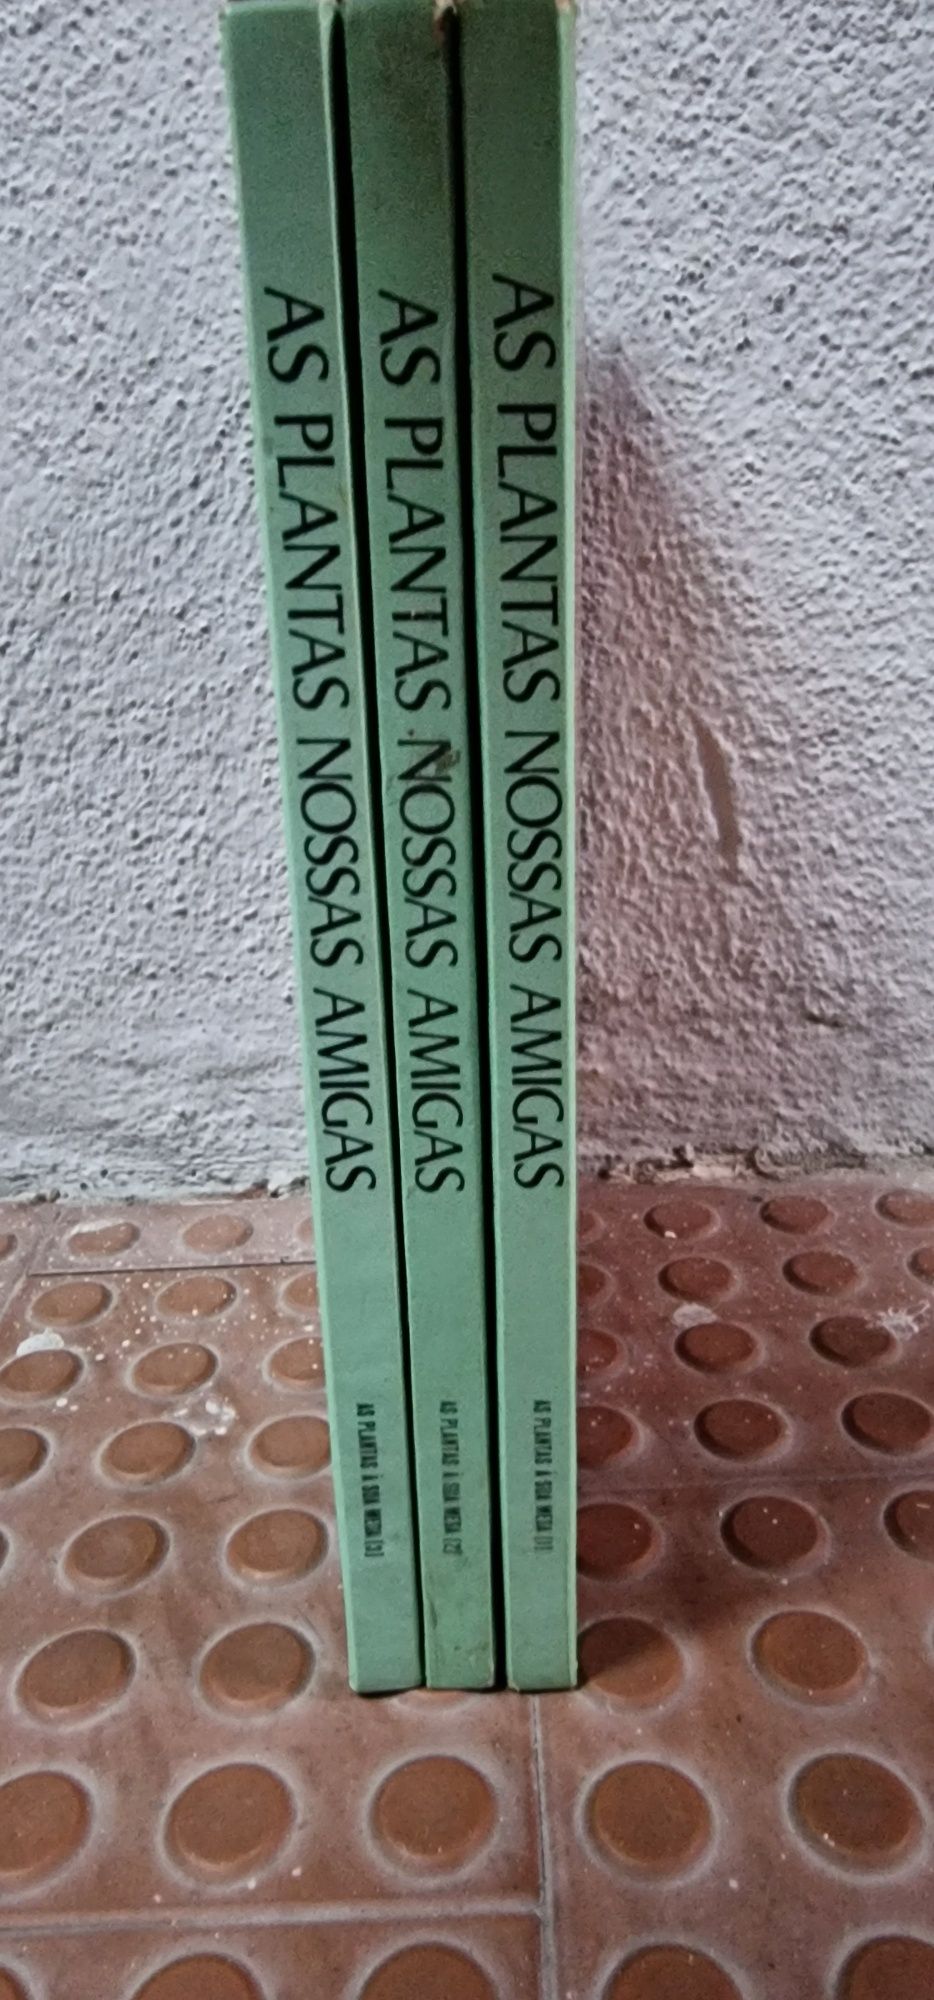 AS PLANTAS NOSSAS AMIGAS
AS PLANTAS À SUA MESA (3)
AS PLANTAS NOSSAS AMIGAS
AS PLANTAS À SUA MESA (2)
AS PLANTAS NOSSAS AMIGAS
AS PLANTAS À SUA MESA (1)